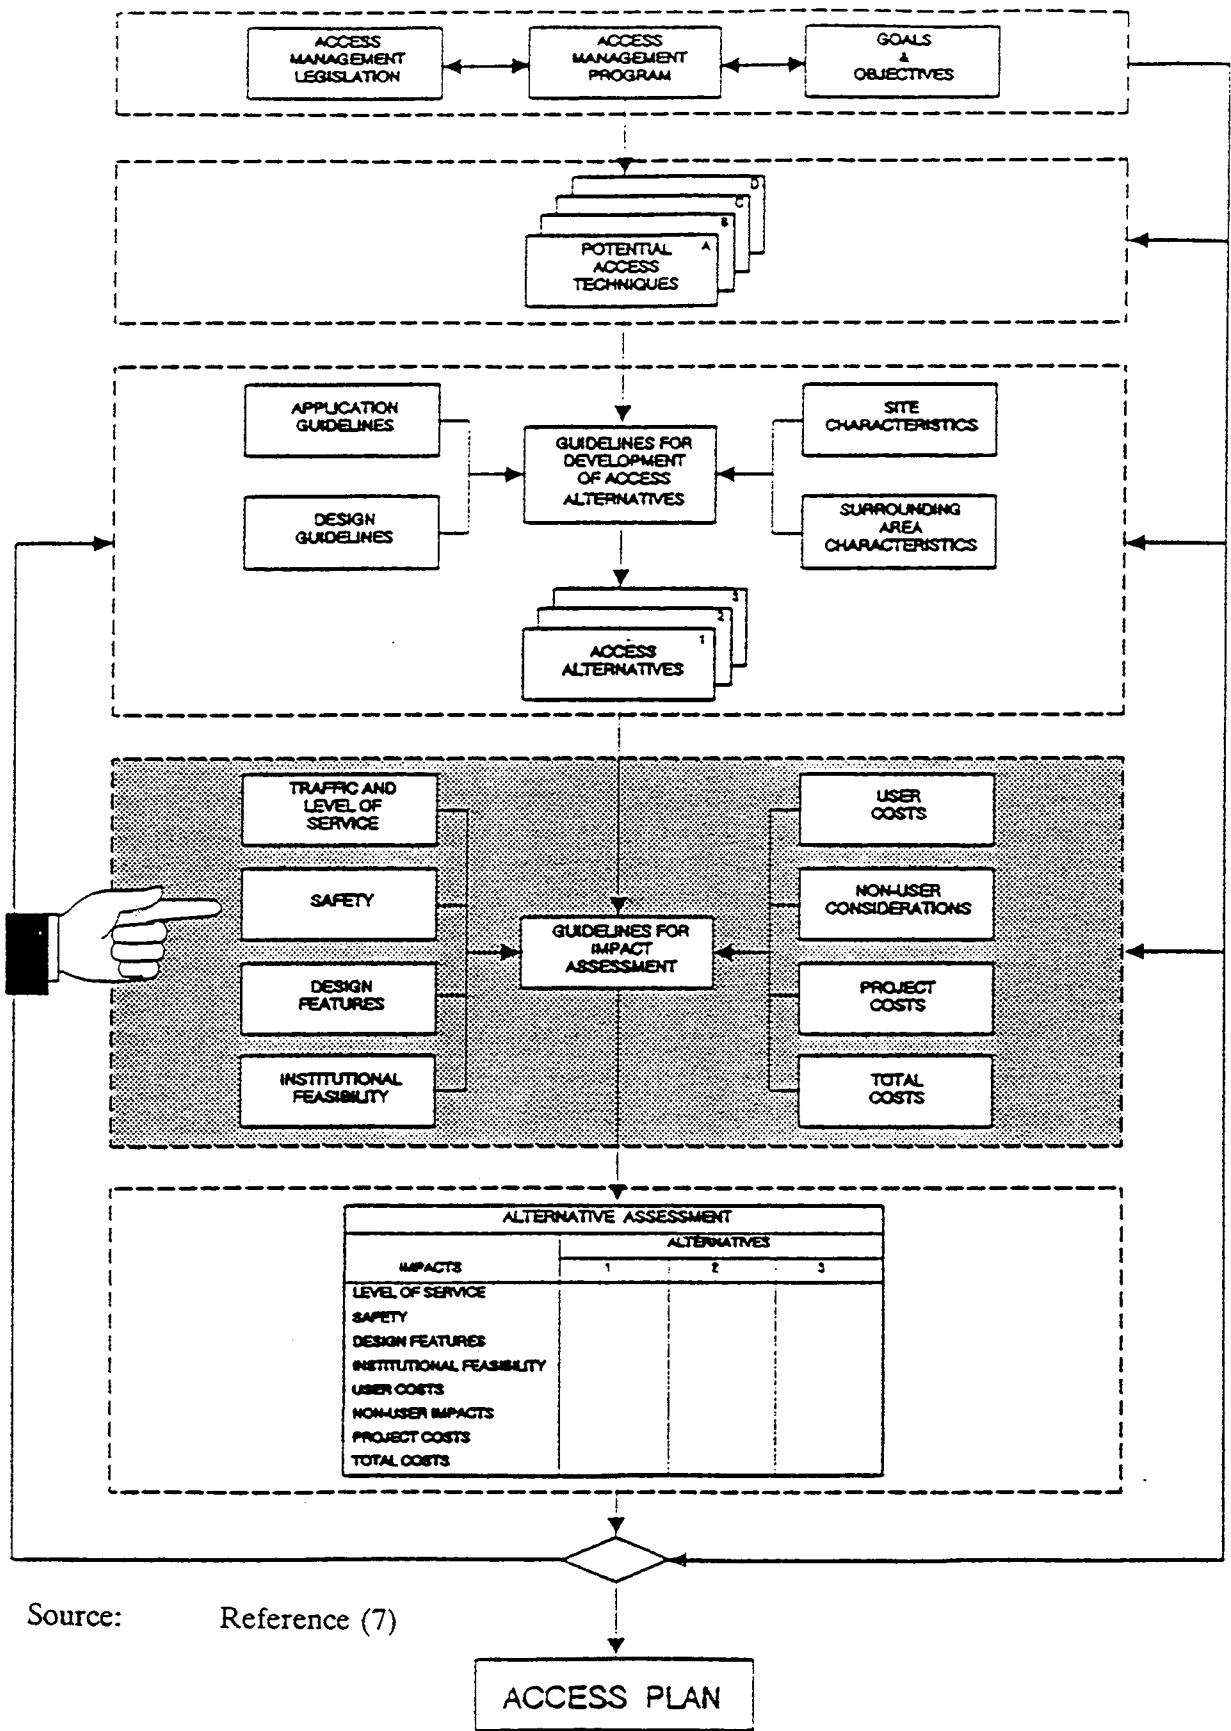 ACCESS
MANAGEMENT
LEGISLATION
ACCESS
MANAGEMENT
PROGRAM
GOALS
&
OBJECTIVES
D
C
B
A
POTENTIAL
ACCESS
TECHNIQUES
APPLICATION
GUIDELINES
DESIGN
GUIDELINES
GUIDELINES FOR
DEVELOPMENT
OF ACCESS
ALTERNATIVES
SITE
CHARACTERISTICS
SURROUNDING
AREA
CHARACTERISTICS
3
2
1
ACCESS
ALTERNATIVES
TRAFFIC AND
LEVEL OF
SERVICE
SAFETY
DESIGN
FEATURES
INSTITUTIONAL
FEASIBILITY
GUIDELINES FOR
IMPACT
ASSESSMENT
USER
COSTS
NON-USER
CONSIDERATIONS
PROJECT
COSTS
TOTAL
COSTS
ALTERNATIVE ASSESSMENT
ALTERNATIVES
IMPACTS 1 2 3
LEVEL OF SERVICE
SAFETY
DESIGN FEATURES
INSTITUTIONAL FEASIBILITY
USER COSTS
NON-USER IMPACTS
PROJECT COSTS
TOTAL COSTS
Source: Reference (7)
ACCESS PLAN